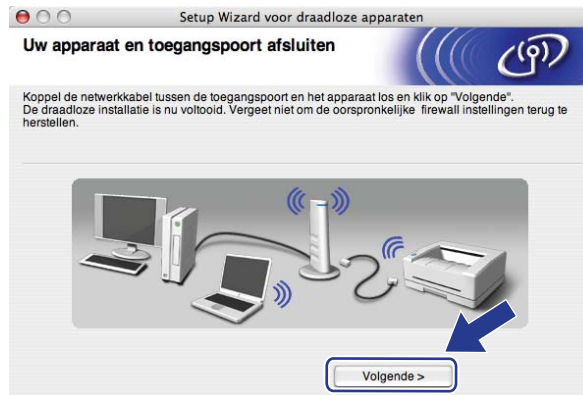 Setup Wizard voor draadloze apparaten
Uw apparaat en toegangspoort afsluiten
Koppel de netwerkkabel tussen de toegangspoort en het apparaat los en klik op "Volgende".
De draadloze installatie is nu voltooid. Vergeet niet om de oorspronkelijke firewall instellingen terug te
herstellen.
Volgende >